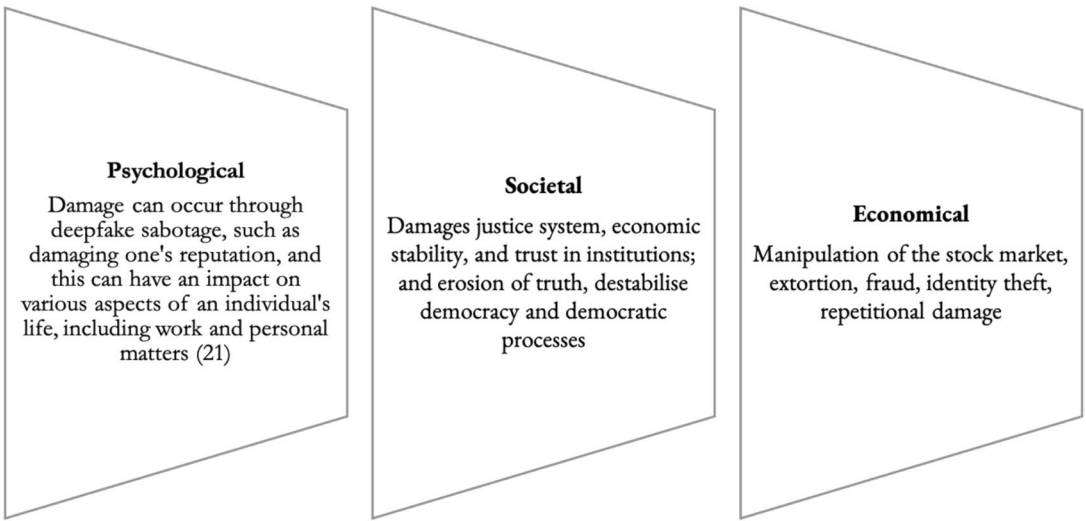 Psychological
Damage can occur through
deepfake sabotage, such as
damaging one's reputation, and
this can have an impact on
various aspects of an individual's
life, including work and personal
matters (21)
Societal
Damages justice system, economic
stability, and trust in institutions;
and erosion of truth, destabilise
democracy and democratic
processes
Economical
Manipulation of the stock market,
extortion, fraud, identity theft,
repetitional damage